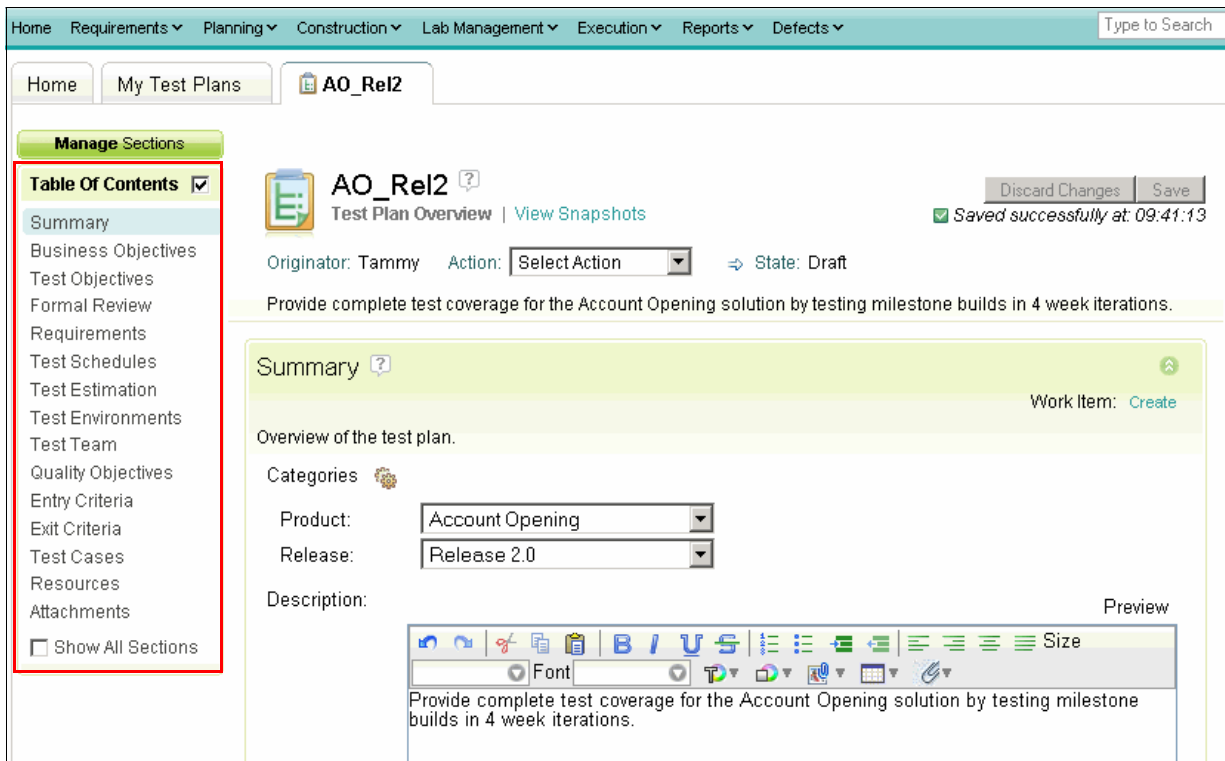 Home Requirements Planning Construction Lab Management Execution Reports Defects Type to Search
Home My Test Plans AO_Rel2
Manage Sections
Table Of Contents
Summary
Business Objectives
Test Objectives
Formal Review
Requirements
Test Schedules
Test Estimation
Test Environments
Test Team
Quality Objectives
Entry Criteria
Exit Criteria
Test Cases
Resources
Attachments
Show All Sections
AO_Rel2 ?
Discard Changes Save
Test Plan Overview | View Snapshots
Saved successfully at: 09:41:13
Originator: Tammy Action: Select Action State: Draft
Provide complete test coverage for the Account Opening solution by testing milestone builds in 4 week iterations.
Summary ?
Work Item: Create
Overview of the test plan.
Categories
Product: Account Opening
Release: Release 2.0
Description:
Preview
B I U S Size
Font
Provide complete test coverage for the Account Opening solution by testing milestone
builds in 4 week iterations.